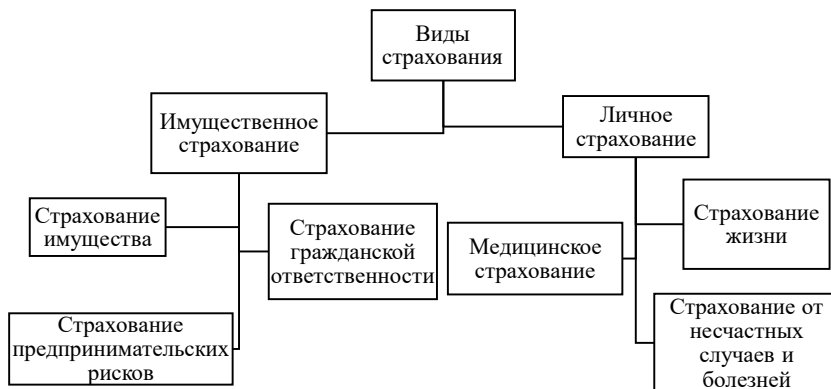 Виды
страхования
Имущественное
страхование
Личное
страхование
Страхование
имущества
Страхование
гражданской
ответственности
Страхование
предпринимательских
рисков
Медицинское
страхование
Страхование
жизни
Страхование от
несчастных
случаев и
болезней